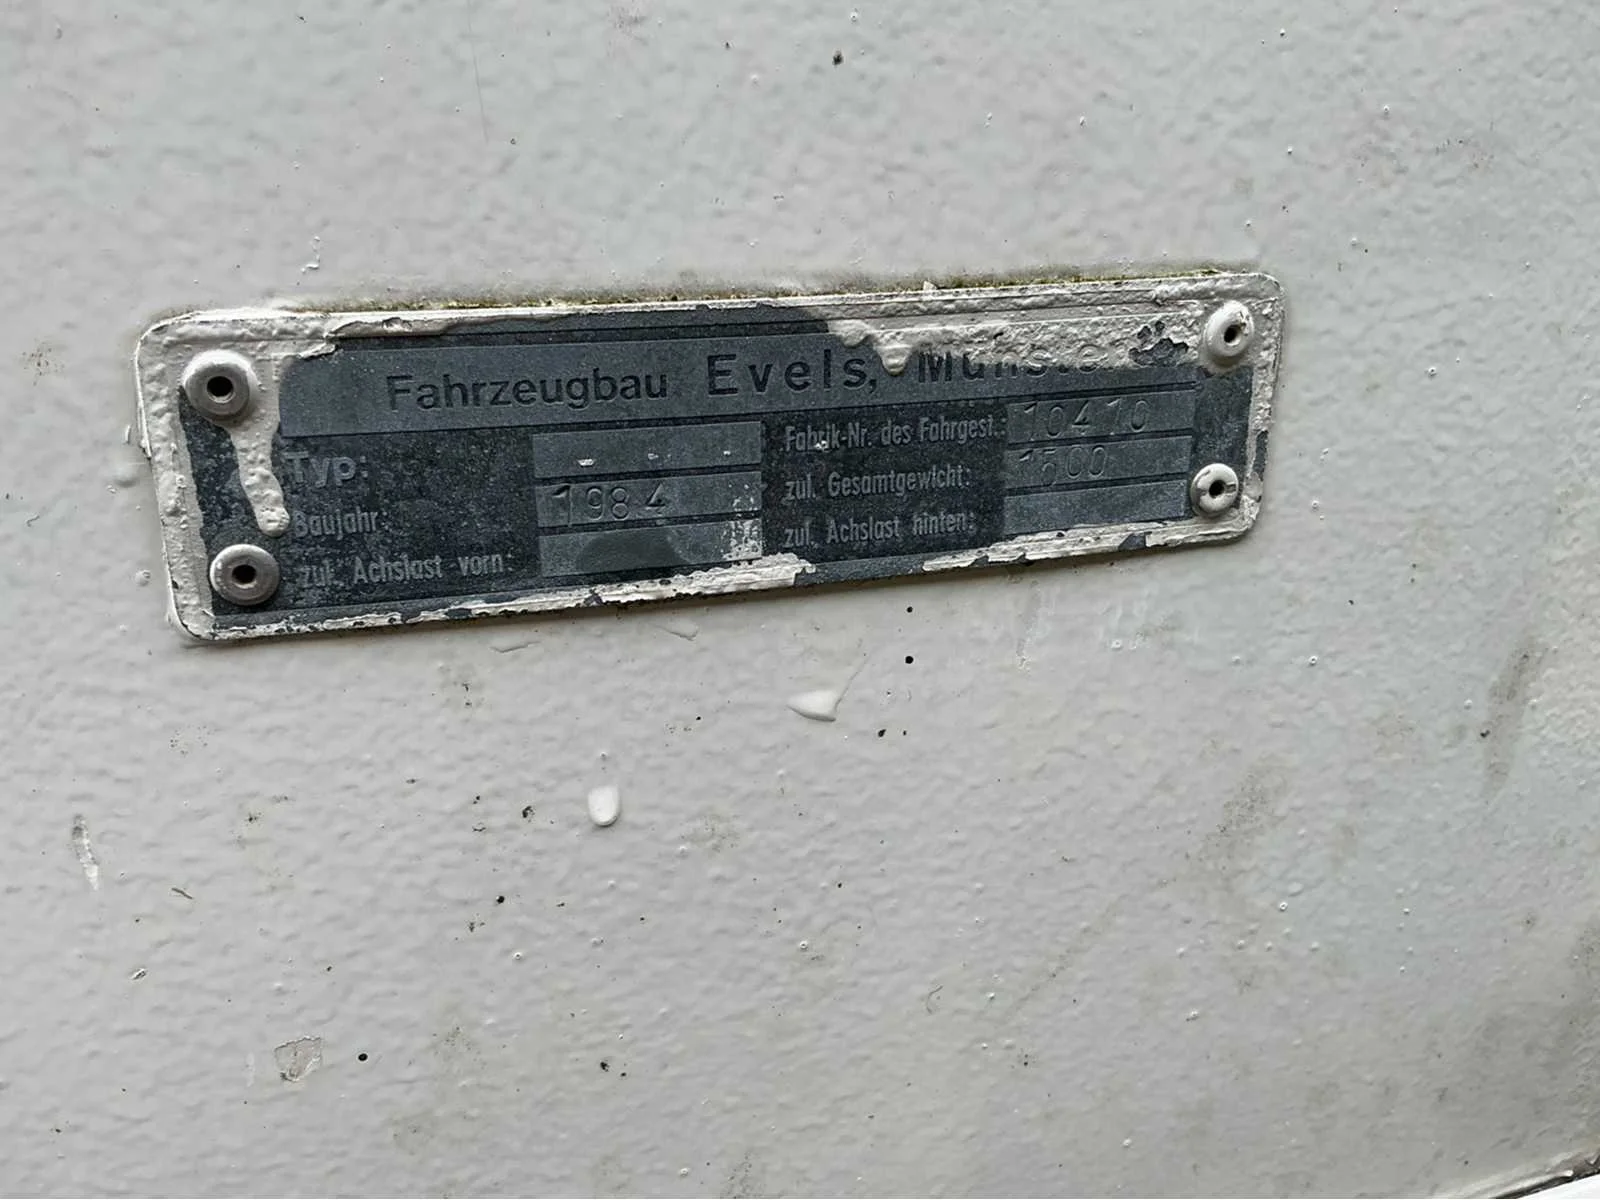 Fahrzeugbau Evels, Münster
Typ: --
Baujahr: 1984
zul. Achslast vorn:
Fabrik-Nr. des Fahrgest.: 10410
zul. Gesamtgewicht: 1500
zul. Achslast hinten: